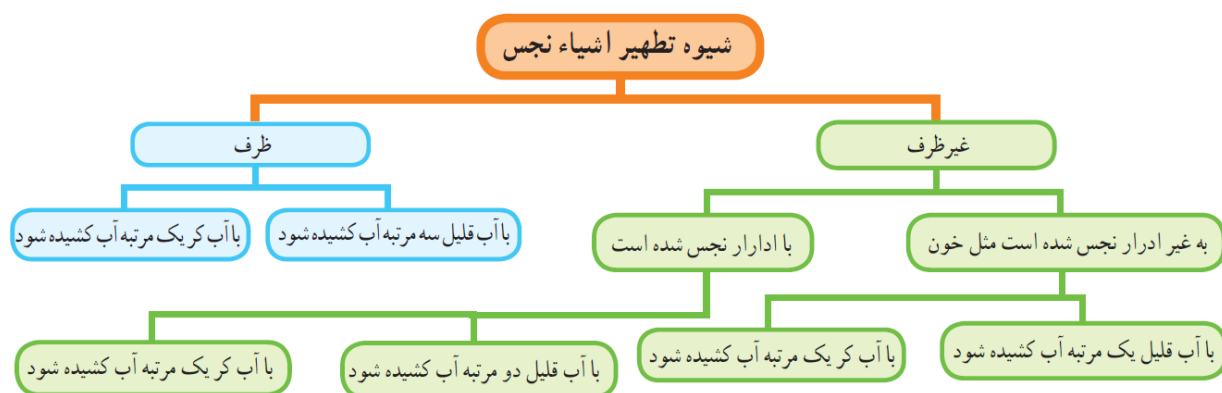 شیوه تطهیر اشیاء نجس
غیرظرف
ظرف
به غیر ادرار نجس شده است مثل خون
با ادارار نجس شده است
با آب قلیل سه مرتبه آب کشیده شود
با آب کر یک مرتبه آب کشیده شود
با آب قلیل یک مرتبه آب کشیده شود
با آب کر یک مرتبه آب کشیده شود
با آب قلیل دو مرتبه آب کشیده شود
با آب کر یک مرتبه آب کشیده شود